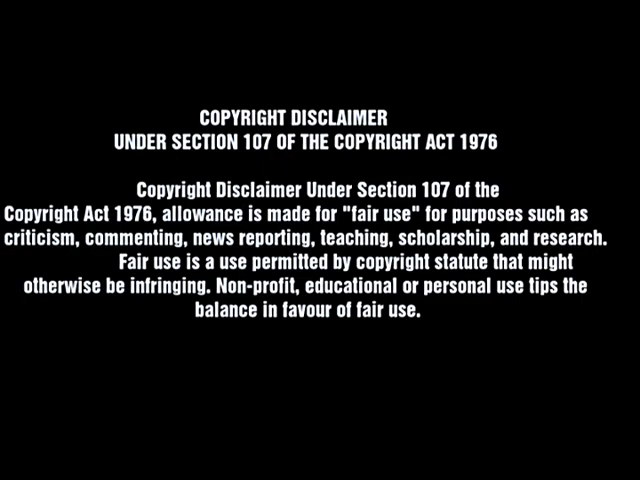 COPYRIGHT DISCLAIMER
UNDER SECTION 107 OF THE COPYRIGHT ACT 1976
Copyright Disclaimer Under Section 107 of the
Copyright Act 1976, allowance is made for "fair use" for purposes such as
criticism, commenting, news reporting, teaching, scholarship, and research.
Fair use is a use permitted by copyright statute that might
otherwise be infringing. Non-profit, educational or personal use tips the
balance in favour of fair use.